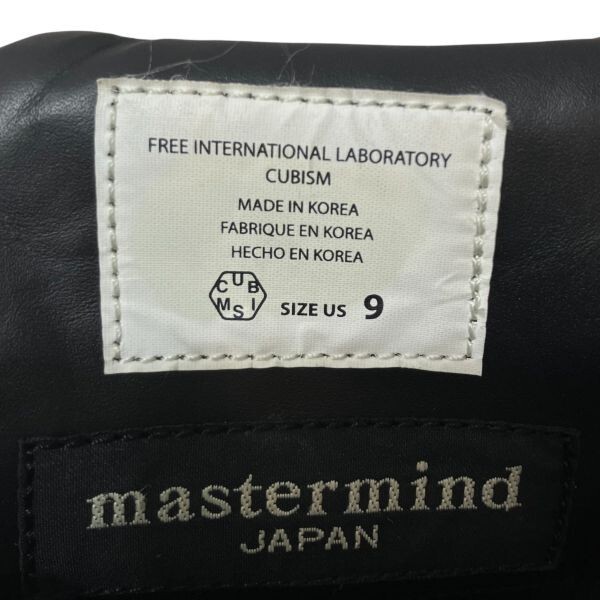 FREE INTERNATIONAL LABORATORY
CUBISM
MADE IN KOREA
FABRIQUE EN KOREA
HECHO EN KOREA
CUBISM
SIZE US 9
mastermind
JAPAN